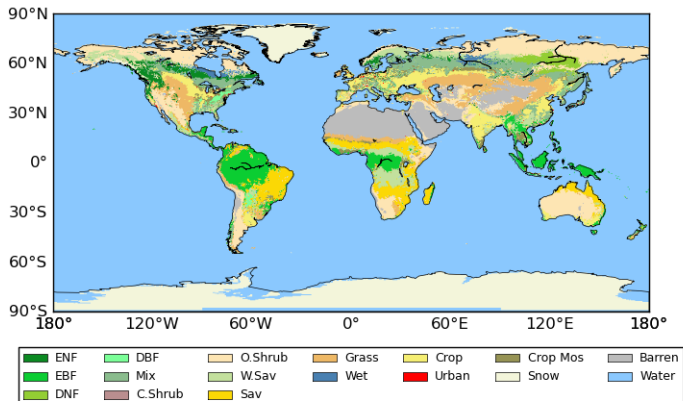 90°N
60°N
30°N
0°
30°S
60°S
90°S
180° 120°W 60°W 0° 60°E 120°E 180°
ENF DBF O.Shrub Grass Crop Crop Mos Barren
EBF Mix W.Sav Wet Urban Snow Water
DNF C.Shrub Sav